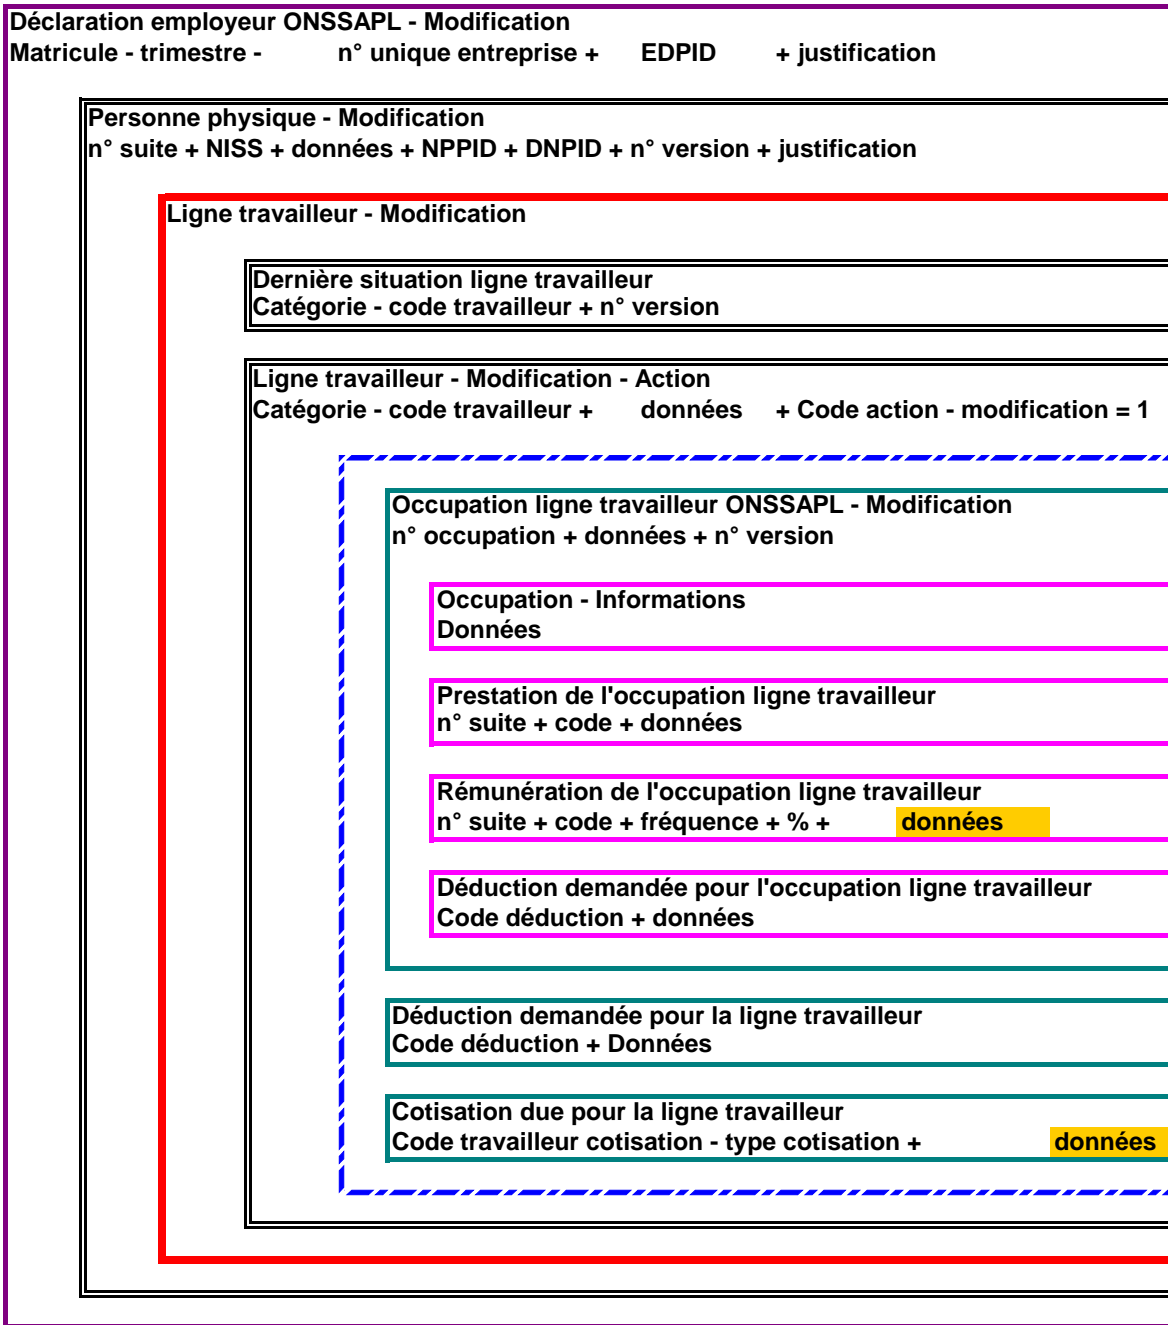 Déclaration employeur ONSSAPL - Modification
Matricule - trimestre - n° unique entreprise + EDPID + justification
Personne physique - Modification
n° suite + NISS + données + NPPID + DNPID + n° version + justification
Ligne travailleur - Modification
Dernière situation ligne travailleur
Catégorie - code travailleur + n° version
Ligne travailleur - Modification - Action
Catégorie - code travailleur + données + Code action - modification = 1
Occupation ligne travailleur ONSSAPL - Modification
n° occupation + données + n° version
Occupation - Informations
Données
Prestation de l'occupation ligne travailleur
n° suite + code + données
Rémunération de l'occupation ligne travailleur
n° suite + code + fréquence + % + données
Déduction demandée pour l'occupation ligne travailleur
Code déduction + données
Déduction demandée pour la ligne travailleur
Code déduction + Données
Cotisation due pour la ligne travailleur
Code travailleur cotisation - type cotisation + données